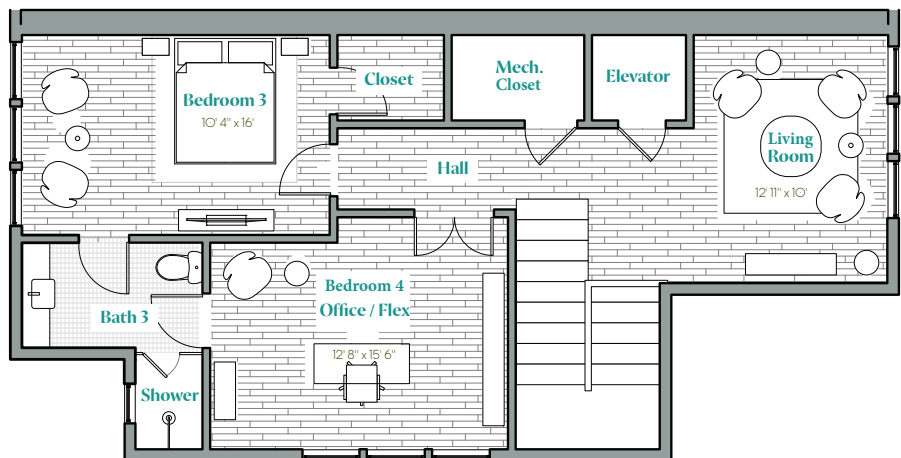 Bedroom 3
10' 4" x 16'
Closet
Mech.
Closet
Elevator
Living
Room
12' 11" x 10'
Hall
Bath 3
Bedroom 4
Office / Flex
12' 8" x 15' 6"
Shower